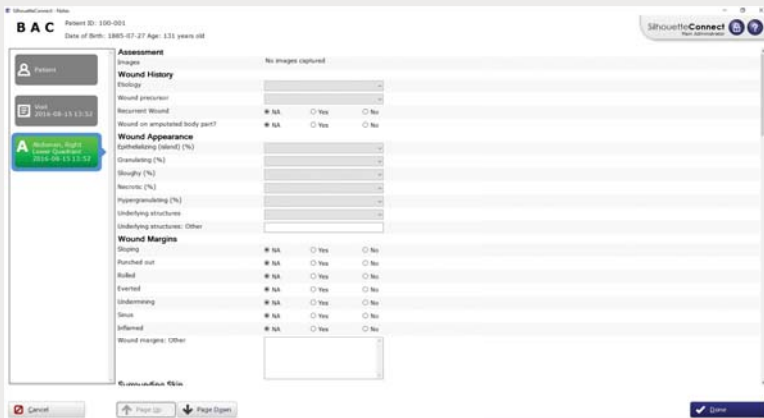 SilhouetteConnect - Notes
B A C
Patient ID: 100-001
Date of Birth: 1885-07-27 Age: 131 years old
SilhouetteConnect
Main Administrator
Patient
Visit
2016-08-15 13:52
A
Abdomen, Right
Lower Quadrant
2016-08-15 13:52
Assessment
Images No images captured
Wound History
Etiology
Wound precursor
Recurrent Wound NA Yes No
Wound on amputated body part? NA Yes No
Wound Appearance
Epithelializing (island) (%)
Granulating (%)
Sloughy (%)
Necrotic (%)
Hypergranulating (%)
Underlying structures
Underlying structures: Other
Wound Margins
Sloping NA Yes No
Punched out NA Yes No
Rolled NA Yes No
Everted NA Yes No
Undermining NA Yes No
Sinus NA Yes No
Inflamed NA Yes No
Wound margins: Other
Surrounding Skin
Cancel Page Up Page Down Done